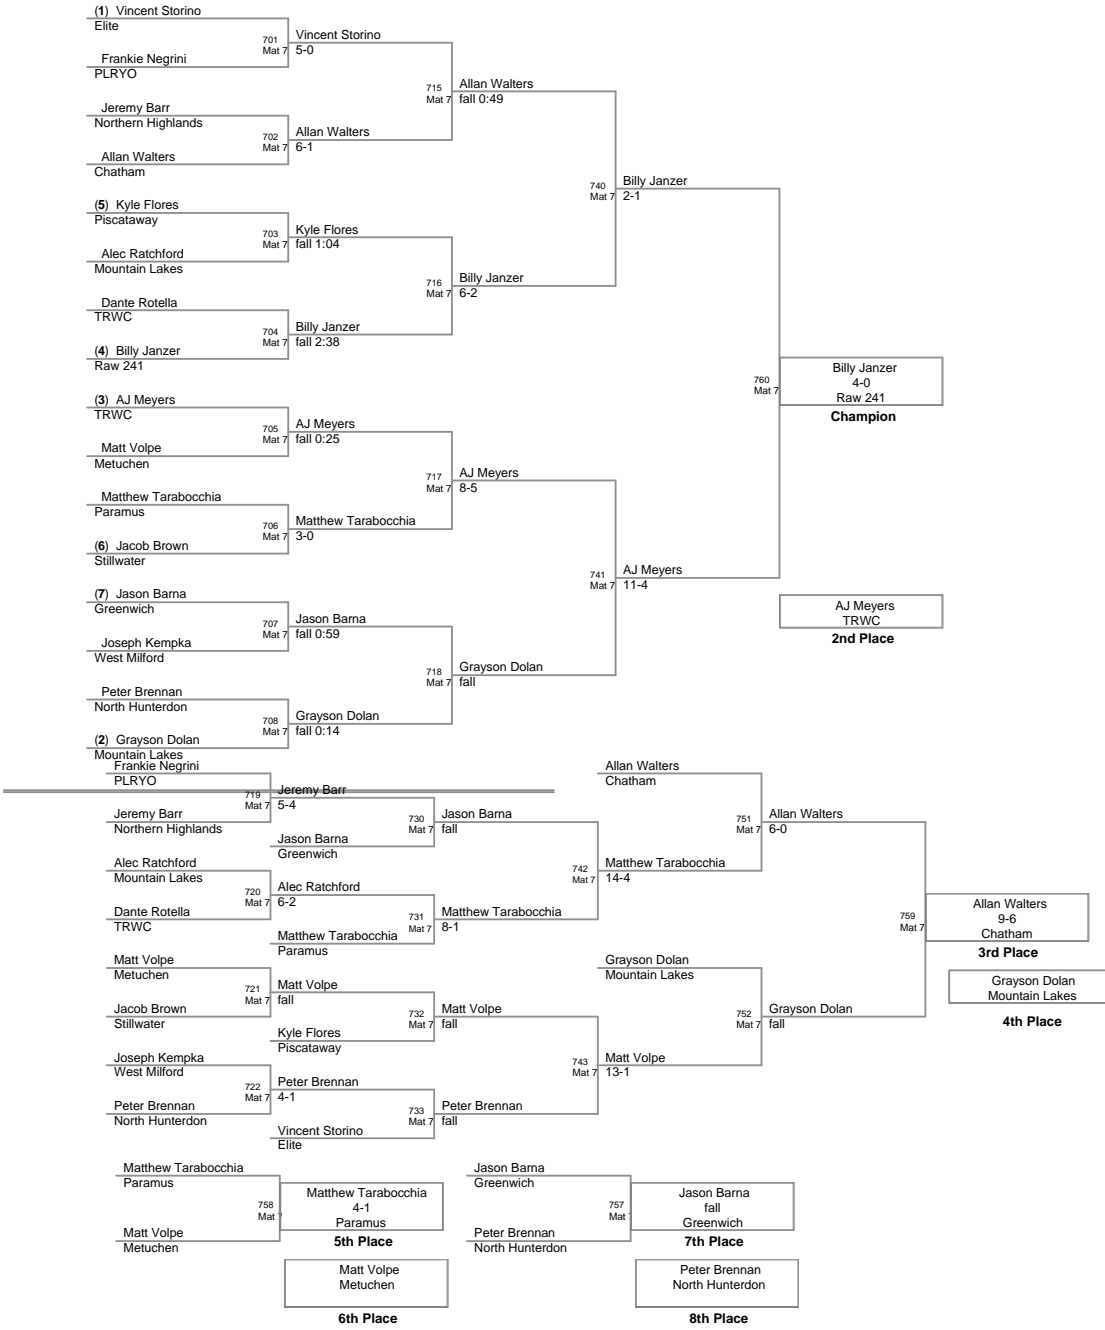 (1) Vincent Storino
Elite
701
Mat 7
Vincent Storino
5-0
Frankie Negrini
PLRYO
715
Mat 7
Allan Walters
fall 0:49
Jeremy Barr
Northern Highlands
702
Mat 7
Allan Walters
6-1
Allan Walters
Chatham
740
Mat 7
Billy Janzer
2-1
(5) Kyle Flores
Piscataway
703
Mat 7
Kyle Flores
fall 1:04
Alec Ratchford
Mountain Lakes
716
Mat 7
Billy Janzer
6-2
Dante Rotella
TRWC
704
Mat 7
Billy Janzer
fall 2:38
(4) Billy Janzer
Raw 241
760
Mat 7
Billy Janzer
4-0
Raw 241
Champion
(3) AJ Meyers
TRWC
705
Mat 7
AJ Meyers
fall 0:25
Matt Volpe
Metuchen
717
Mat 7
AJ Meyers
8-5
Matthew Tarabocchia
Paramus
706
Mat 7
Matthew Tarabocchia
3-0
(6) Jacob Brown
Stillwater
741
Mat 7
AJ Meyers
11-4
(7) Jason Barna
Greenwich
AJ Meyers
TRWC
2nd Place
707
Mat 7
Jason Barna
fall 0:59
Joseph Kempka
West Milford
718
Mat 7
Grayson Dolan
fall
Peter Brennan
North Hunterdon
708
Mat 7
Grayson Dolan
fall 0:14
(2) Grayson Dolan
Mountain Lakes
Frankie Negrini
PLRYO
719
Mat 7
Jeremy Barr
5-4
Jeremy Barr
Northern Highlands
730
Mat 7
Jason Barna
fall
Jason Barna
Greenwich
Allan Walters
Chatham
751
Mat 7
Allan Walters
6-0
Alec Ratchford
Mountain Lakes
720
Mat 7
Alec Ratchford
6-2
742
Mat 7
Matthew Tarabocchia
14-4
Dante Rotella
TRWC
731
Mat 7
Matthew Tarabocchia
8-1
Matthew Tarabocchia
Paramus
759
Mat 7
Allan Walters
9-6
Chatham
3rd Place
Matt Volpe
Metuchen
721
Mat 7
Matt Volpe
fall
Grayson Dolan
Mountain Lakes
Grayson Dolan
Mountain Lakes
4th Place
Jacob Brown
Stillwater
732
Mat 7
Matt Volpe
fall
Kyle Flores
Piscataway
752
Mat 7
Grayson Dolan
fall
Joseph Kempka
West Milford
722
Mat 7
Peter Brennan
4-1
743
Mat 7
Matt Volpe
13-1
Peter Brennan
North Hunterdon
733
Mat 7
Peter Brennan
fall
Vincent Storino
Elite
Matthew Tarabocchia
Paramus
758
Mat 7
Matthew Tarabocchia
4-1
Paramus
5th Place
Matt Volpe
Metuchen
Matt Volpe
Metuchen
6th Place
Jason Barna
Greenwich
757
Mat 7
Jason Barna
fall
Greenwich
7th Place
Peter Brennan
North Hunterdon
Peter Brennan
North Hunterdon
8th Place